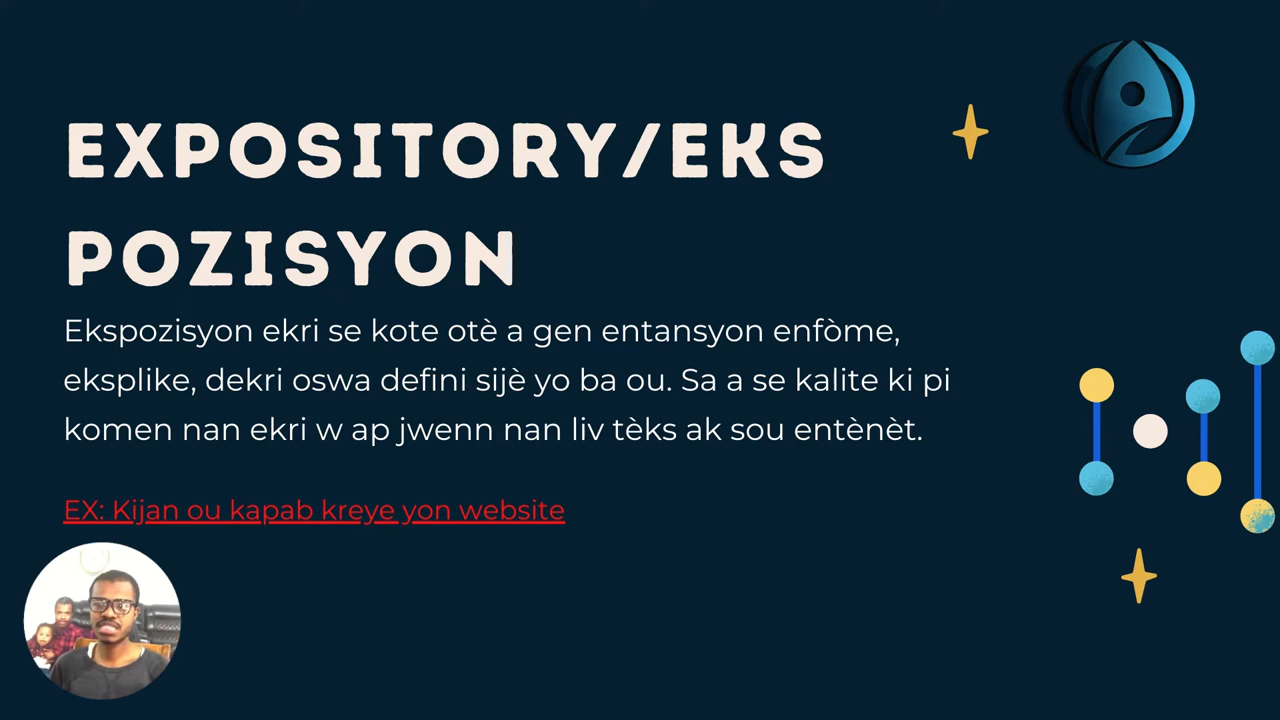 EXPOSITORY/EKS
POZISYON
Ekspozisyon ekri se kote otè a gen entansyon enfòme,
eksplike, dekri oswa defini sijè yo ba ou. Sa a se kalite ki pi
komen nan ekri w ap jwenn nan liv tèks ak sou entènèt.
EX: Kijan ou kapab kreye yon website